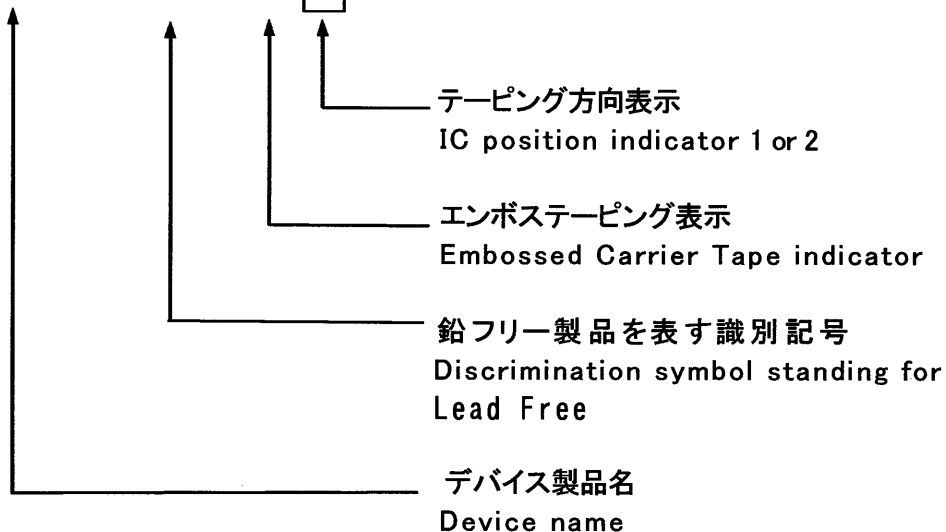 テーピング方向表示
IC position indicator 1 or 2
エンボステーピング表示
Embossed Carrier Tape indicator
鉛フリー製品を表す識別記号
Discrimination symbol standing for
Lead Free
デバイス製品名
Device name